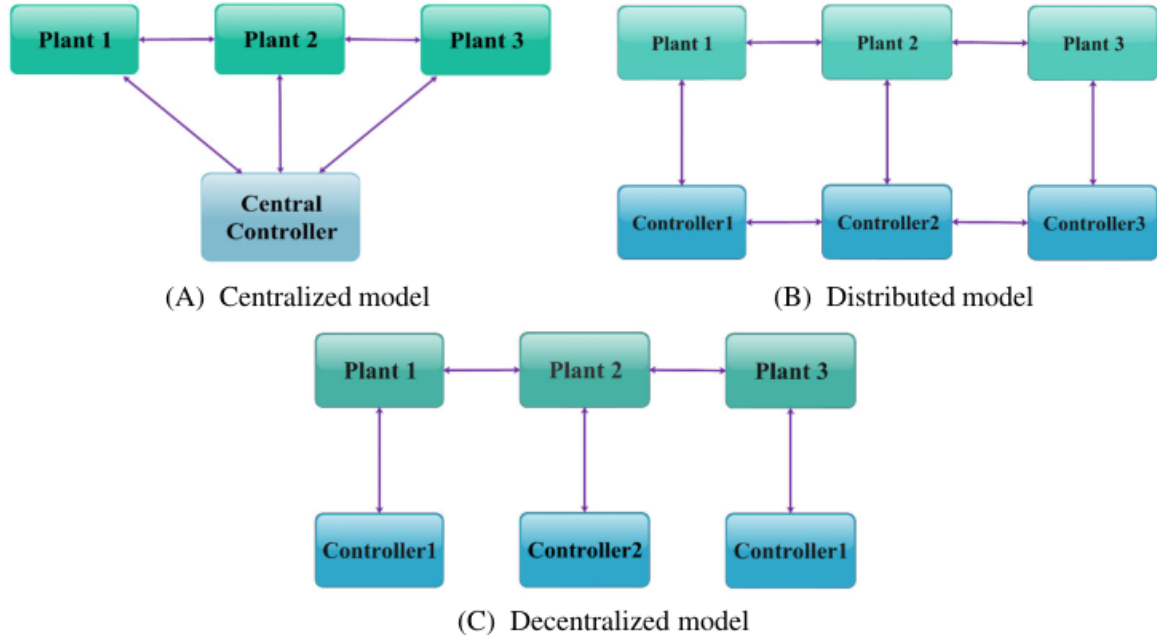 Plant 1
Plant 2
Plant 3
Central
Controller
(A) Centralized model
Plant 1
Plant 2
Plant 3
Controller1
Controller2
Controller3
(B) Distributed model
Plant 1
Plant 2
Plant 3
Controller1
Controller2
Controller1
(C) Decentralized model